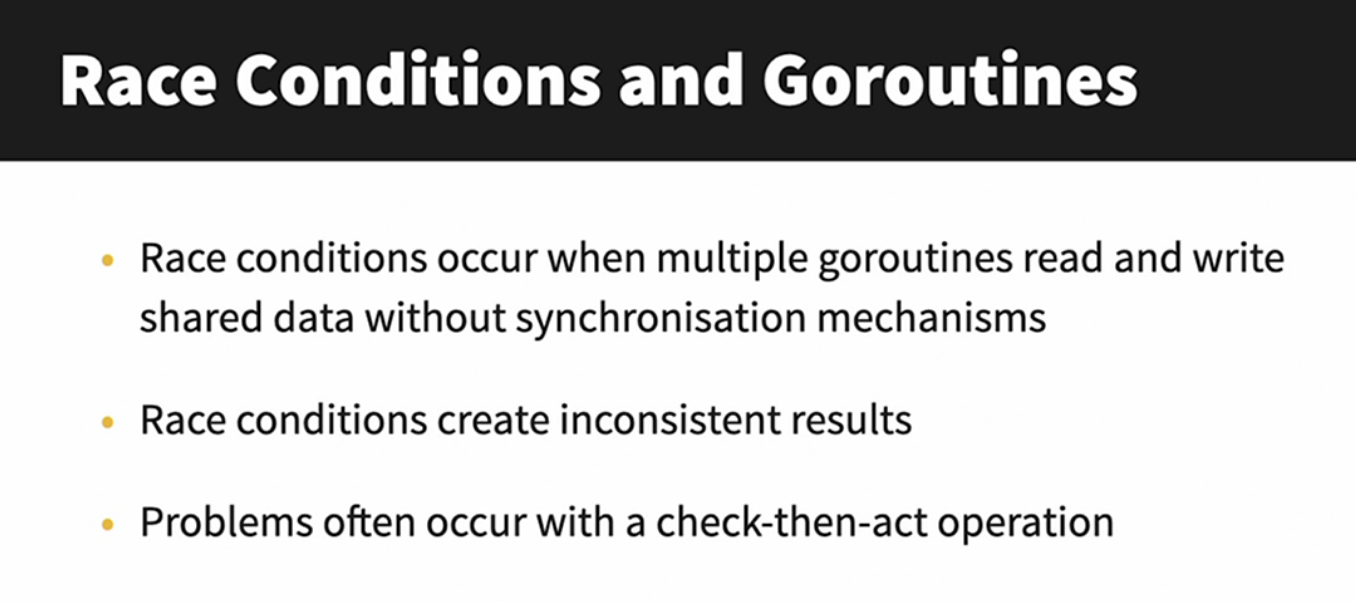 Race Conditions and Goroutines
• Race conditions occur when multiple goroutines read and write
shared data without synchronisation mechanisms
• Race conditions create inconsistent results
• Problems often occur with a check-then-act operation